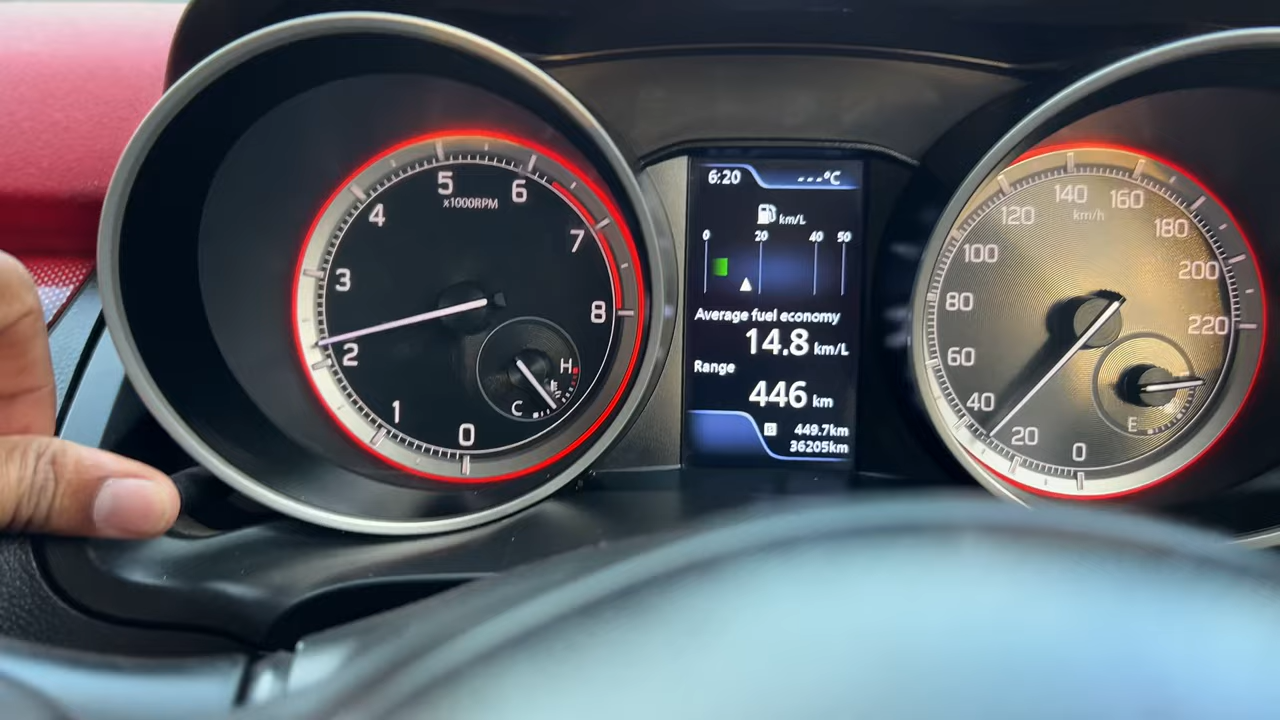 0
1
2
3
4
5
6
7
8
x1000RPM
C
H
6:20
---°C
km/L
0 20 40 50
Average fuel economy
14.8 km/L
Range
446 km
B 449.7km
36205km
0
20
40
60
80
100
120
140
160
180
200
220
km/h
E